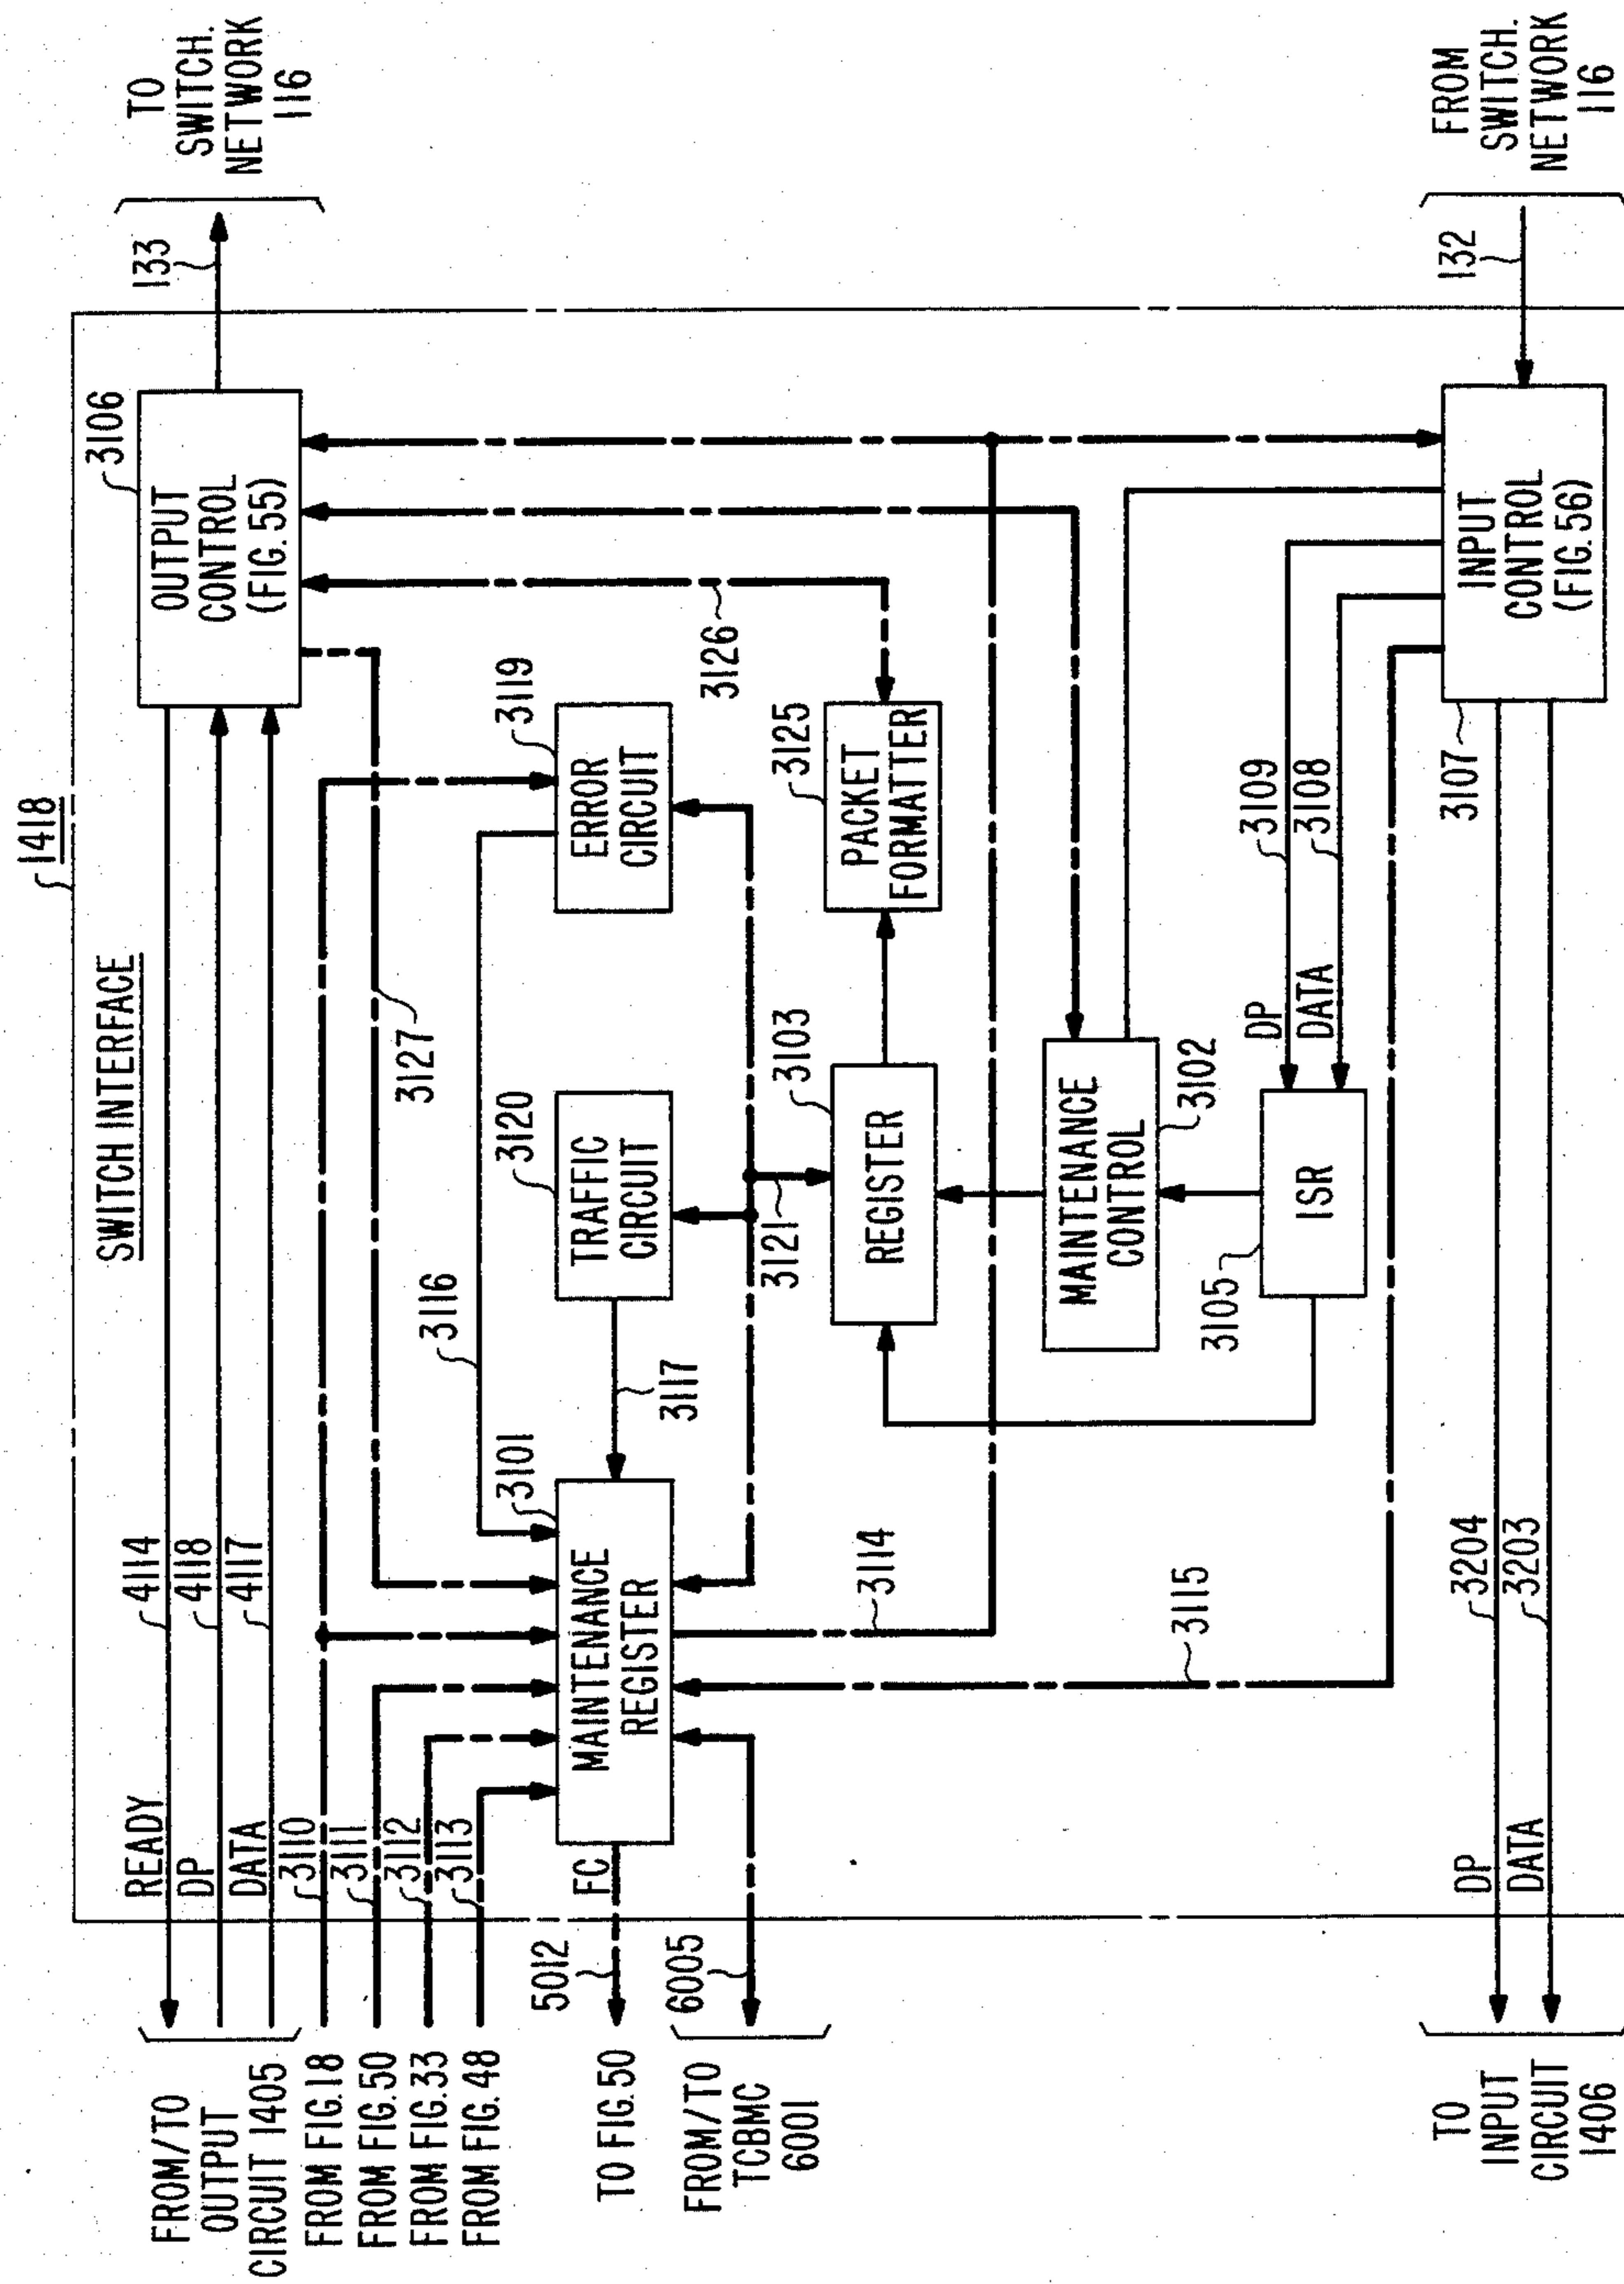 SWITCH INTERFACE
1418
FROM/TO
OUTPUT
CIRCUIT 1405
READY
4114
DP
4118
DATA
4117
FROM FIG. 18
3110
FROM FIG. 50
3111
FROM FIG. 33
3112
FROM FIG. 48
3113
TO FIG. 50
5012
FC
FROM/TO
TCBMC
6001
6005
MAINTENANCE
REGISTER
3101
3116
3117
3114
3115
3127
TRAFFIC
CIRCUIT
3120
3121
ERROR
CIRCUIT
3119
REGISTER
3103
PACKET
FORMATTER
3125
3126
MAINTENANCE
CONTROL
3102
ISR
3105
DP
3109
DATA
3108
OUTPUT
CONTROL
(FIG. 55)
3106
133
TO
SWITCH.
NETWORK
116
INPUT
CONTROL
(FIG. 56)
3107
132
FROM
SWITCH.
NETWORK
116
TO
INPUT
CIRCUIT
1406
DP
3204
DATA
3203